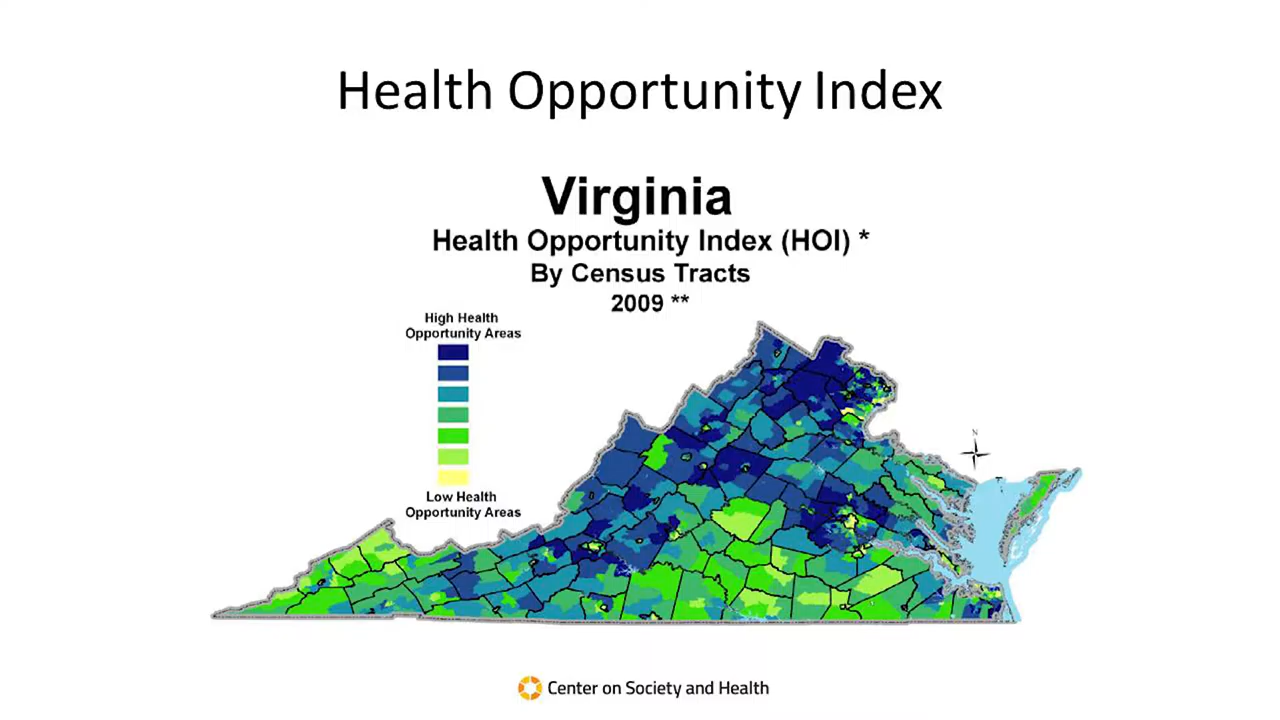 Health Opportunity Index
Virginia
Health Opportunity Index (HOI) *
By Census Tracts
2009 **
High Health
Opportunity Areas
Low Health
Opportunity Areas
N
Center on Society and Health